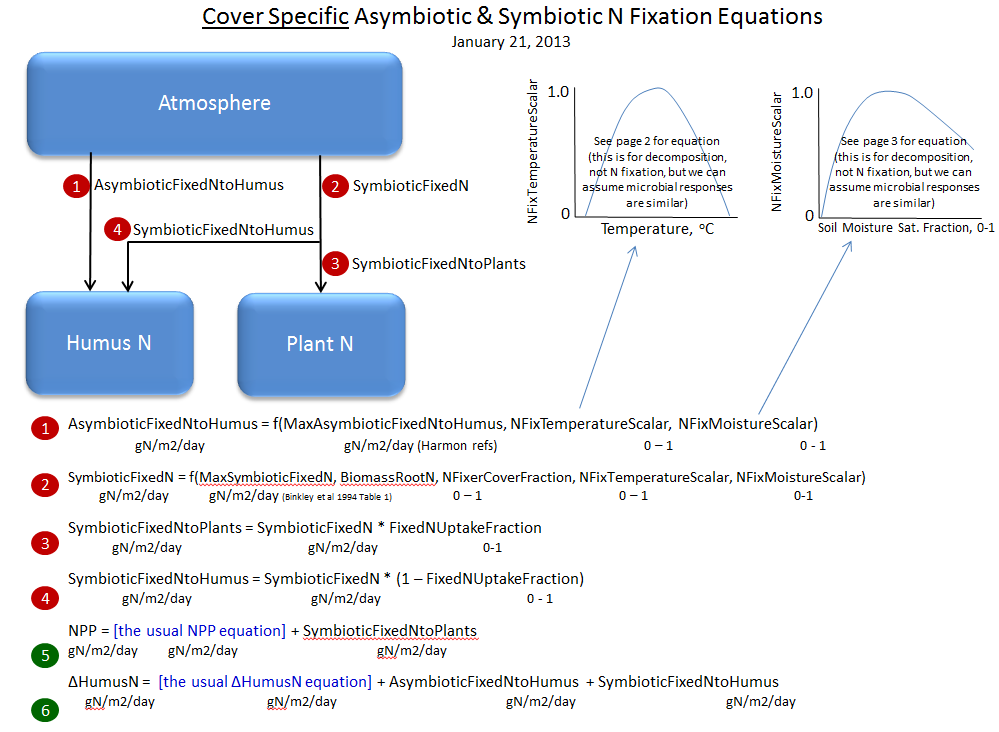 Cover Specific Asymbiotic & Symbiotic N Fixation Equations
January 21, 2013
Atmosphere
1 AsymbioticFixedNtoHumus
2 SymbioticFixedN
4 SymbioticFixedNtoHumus
3 SymbioticFixedNtoPlants
Humus N
Plant N
NFixTemperatureScalar
1.0
See page 2 for equation
(this is for decomposition,
not N fixation, but we can
assume microbial responses
are similar)
0
Temperature, °C
NFixMoistureScalar
1.0
See page 3 for equation
(this is for decomposition,
not N fixation, but we can
assume microbial responses
are similar)
0
Soil Moisture Sat. Fraction, 0-1
1 AsymbioticFixedNtoHumus = f(MaxAsymbioticFixedNtoHumus, NFixTemperatureScalar, NFixMoistureScalar)
gN/m2/day gN/m2/day (Harmon refs) 0 – 1 0 - 1
2 SymbioticFixedN = f(MaxSymbioticFixedN, BiomassRootN, NFixerCoverFraction, NFixTemperatureScalar, NFixMoistureScalar)
gN/m2/day gN/m2/day (Binkley et al 1994 Table 1) 0 – 1 0 – 1 0-1
3 SymbioticFixedNtoPlants = SymbioticFixedN * FixedNUptakeFraction
gN/m2/day gN/m2/day 0-1
4 SymbioticFixedNtoHumus = SymbioticFixedN * (1 – FixedNUptakeFraction)
gN/m2/day gN/m2/day 0 - 1
5 NPP = [the usual NPP equation] + SymbioticFixedNtoPlants
gN/m2/day gN/m2/day gN/m2/day
6 ΔHumusN = [the usual ΔHumusN equation] + AsymbioticFixedNtoHumus + SymbioticFixedNtoHumus
gN/m2/day gN/m2/day gN/m2/day gN/m2/day